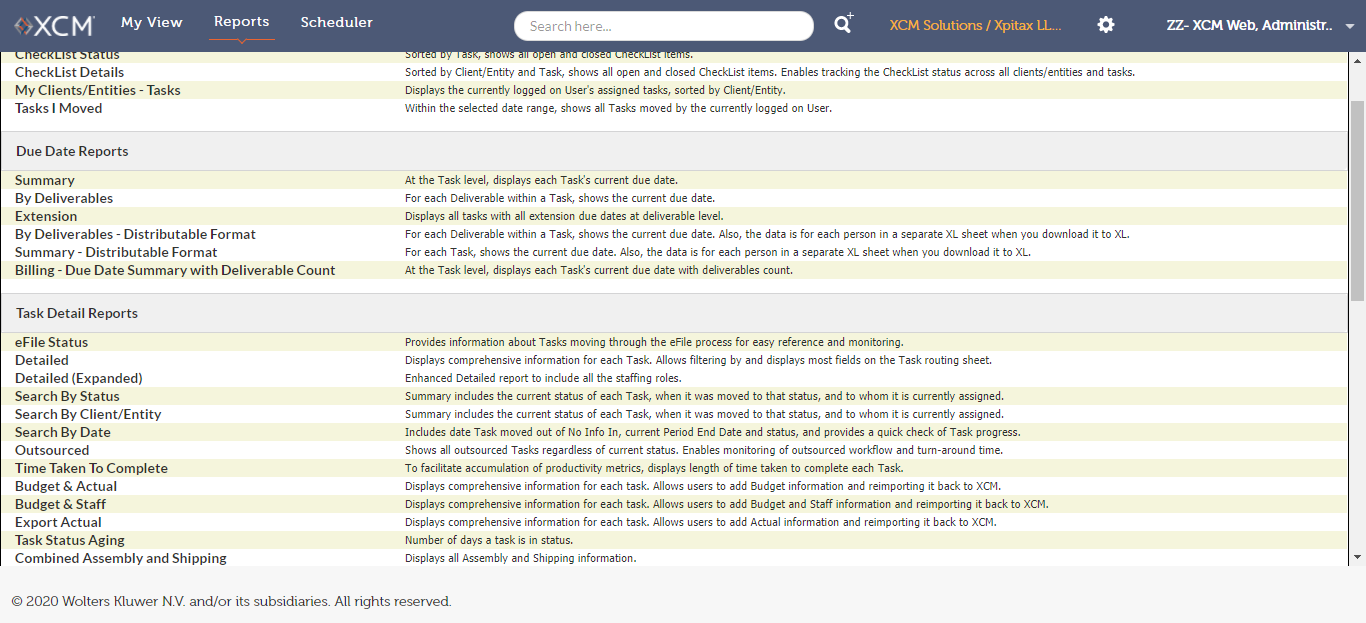 XCM My View Reports Scheduler Search here... XCM Solutions / Xpitax LL... ZZ- XCM Web, Administr..
CheckList Status Sorted by Task, shows all open and closed CheckList items.
CheckList Details Sorted by Client/Entity and Task, shows all open and closed CheckList items. Enables tracking the CheckList status across all clients/entities and tasks.
My Clients/Entities - Tasks Displays the currently logged on User's assigned tasks, sorted by Client/Entity.
Tasks I Moved Within the selected date range, shows all Tasks moved by the currently logged on User.
Due Date Reports
Summary At the Task level, displays each Task's current due date.
By Deliverables For each Deliverable within a Task, shows the current due date.
Extension Displays all tasks with all extension due dates at deliverable level.
By Deliverables - Distributable Format For each Deliverable within a Task, shows the current due date. Also, the data is for each person in a separate XL sheet when you download it to XL.
Summary - Distributable Format For each Task, shows the current due date. Also, the data is for each person in a separate XL sheet when you download it to XL.
Billing - Due Date Summary with Deliverable Count At the Task level, displays each Task's current due date with deliverables count.
Task Detail Reports
eFile Status Provides information about Tasks moving through the eFile process for easy reference and monitoring.
Detailed Displays comprehensive information for each Task. Allows filtering by and displays most fields on the Task routing sheet.
Detailed (Expanded) Enhanced Detailed report to include all the staffing roles.
Search By Status Summary includes the current status of each Task, when it was moved to that status, and to whom it is currently assigned.
Search By Client/Entity Summary includes the current status of each Task, when it was moved to that status, and to whom it is currently assigned.
Search By Date Includes date Task moved out of No Info In, current Period End Date and status, and provides a quick check of Task progress.
Outsourced Shows all outsourced Tasks regardless of current status. Enables monitoring of outsourced workflow and turn-around time.
Time Taken To Complete To facilitate accumulation of productivity metrics, displays length of time taken to complete each Task.
Budget & Actual Displays comprehensive information for each task. Allows users to add Budget information and reimporting it back to XCM.
Budget & Staff Displays comprehensive information for each task. Allows users to add Budget and Staff information and reimporting it back to XCM.
Export Actual Displays comprehensive information for each task. Allows users to add Actual information and reimporting it back to XCM.
Task Status Aging Number of days a task is in status.
Combined Assembly and Shipping Displays all Assembly and Shipping information.
© 2020 Wolters Kluwer N.V. and/or its subsidiaries. All rights reserved.